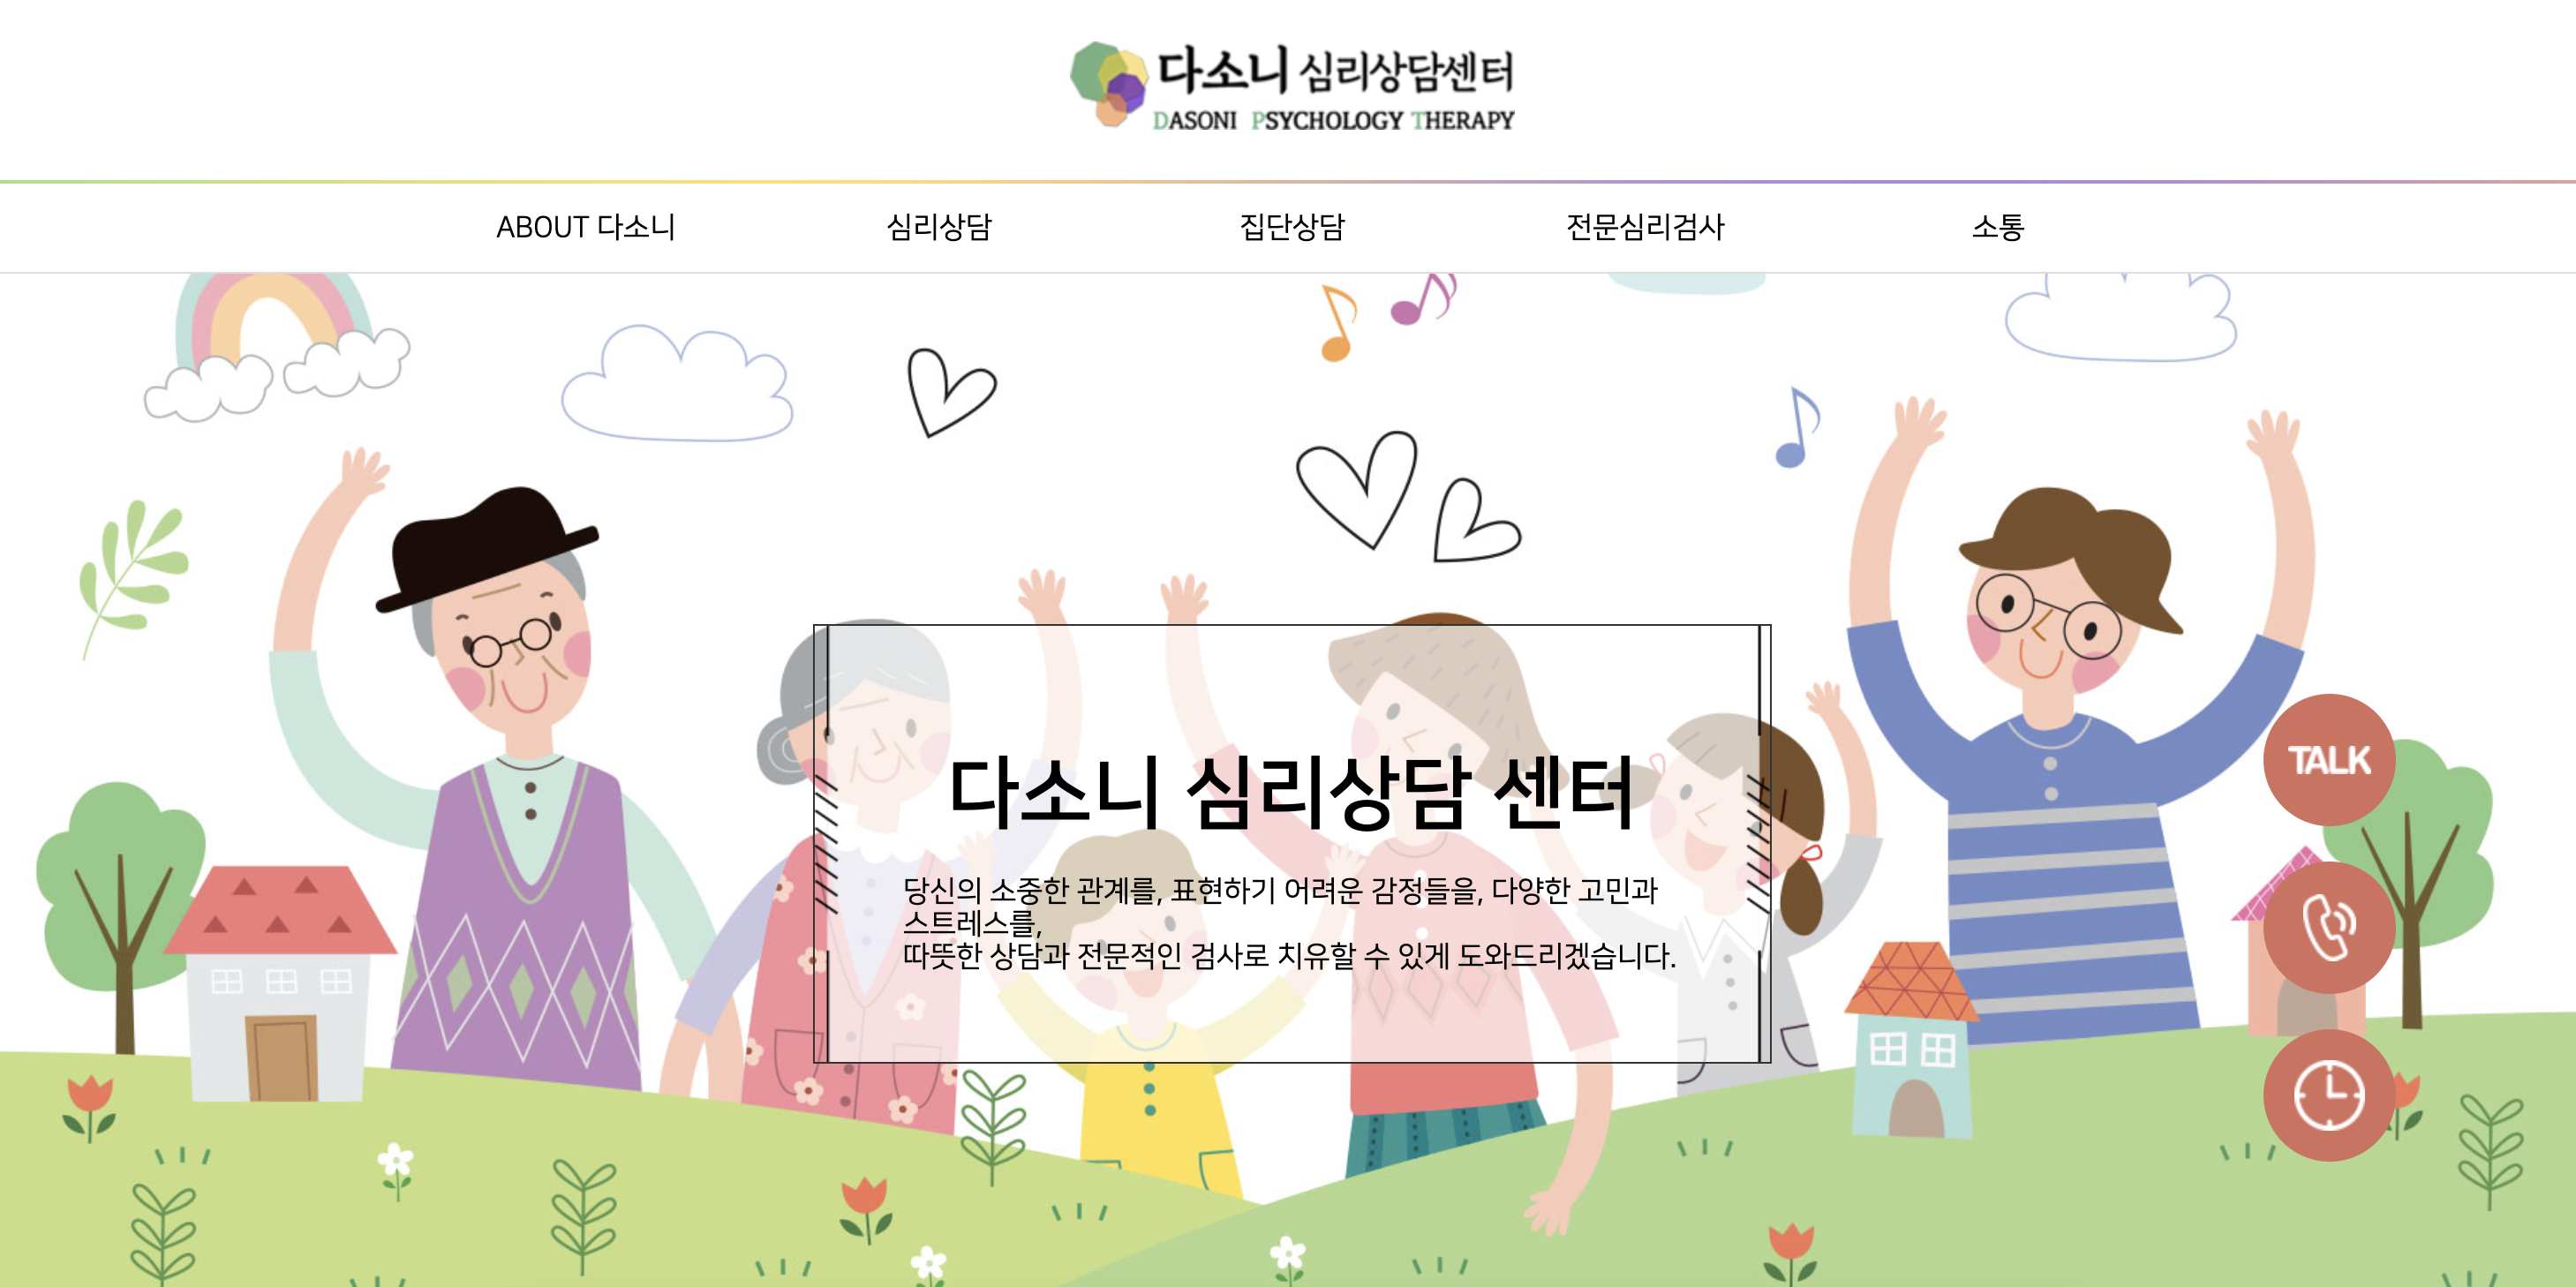 다소니 심리상담센터
DASONI PSYCHOLOGY THERAPY
ABOUT 다소니 심리상담 집단상담 전문심리검사 소통
다소니 심리상담 센터
당신의 소중한 관계를, 표현하기 어려운 감정들을, 다양한 고민과
스트레스를,
따뜻한 상담과 전문적인 검사로 치유할 수 있게 도와드리겠습니다.
TALK